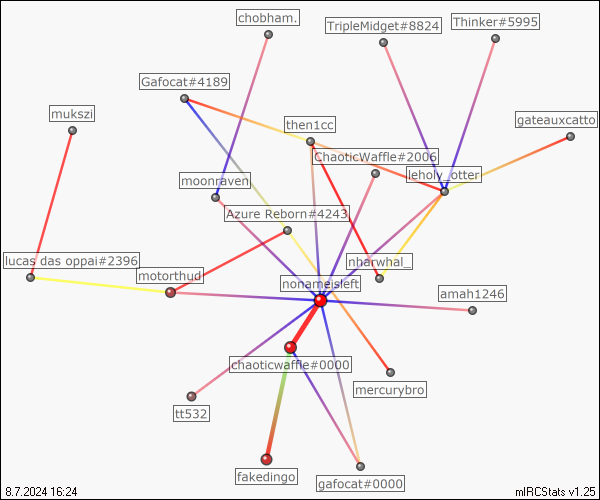 chobham.
TripleMidget#8824
Thinker#5995
Gafocat#4189
mukszi
then1cc
gateauxcatto
ChaoticWaffle#2006
moonraven
leholy_otter
Azure Reborn#4243
lucas das oppai#2396
nharwhal_
motorthud
nonameisleft
amah1246
chaoticwaffle#0000
mercurybro
tt532
fakedingo
gafocat#0000
8.7.2024 16:24
mIRCStats v1.25